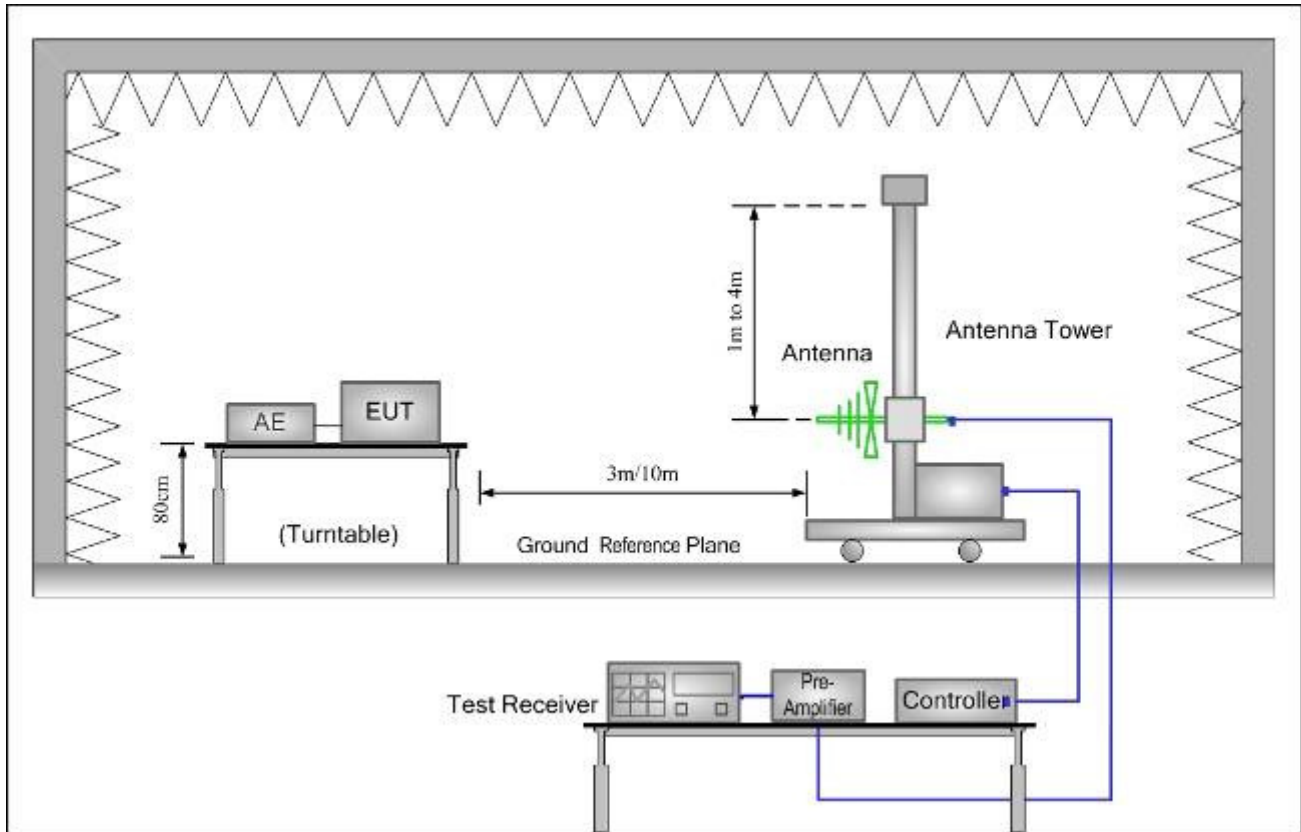 1m to 4m
Antenna Tower
Antenna
AE
EUT
80cm
3m/10m
(Turntable)
Ground Reference Plane
Test Receiver
Pre-
Amplifier
Controller